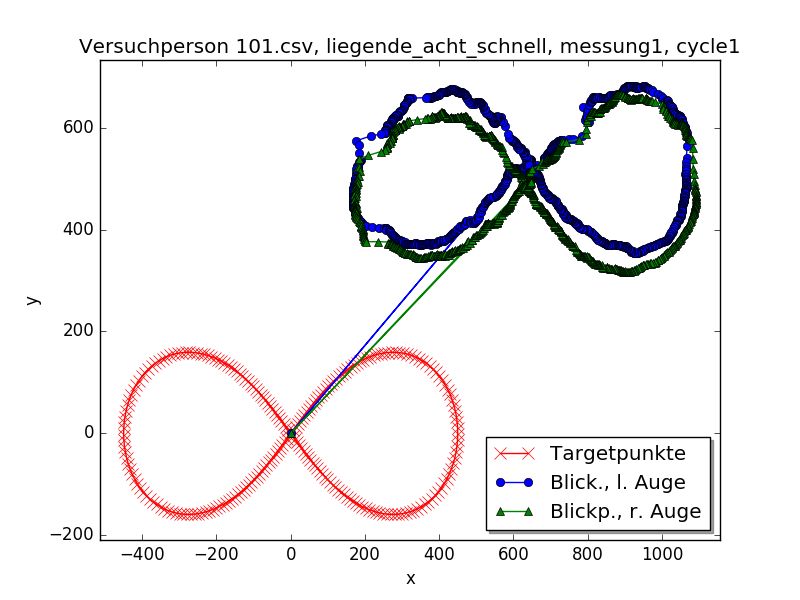 Versuchperson 101.csv, liegende_acht_schnell, messung1, cycle1
y
600
400
200
0
−200
Targetpunkte
Blick., l. Auge
Blickp., r. Auge
−400 −200 0 200 400 600 800 1000
x